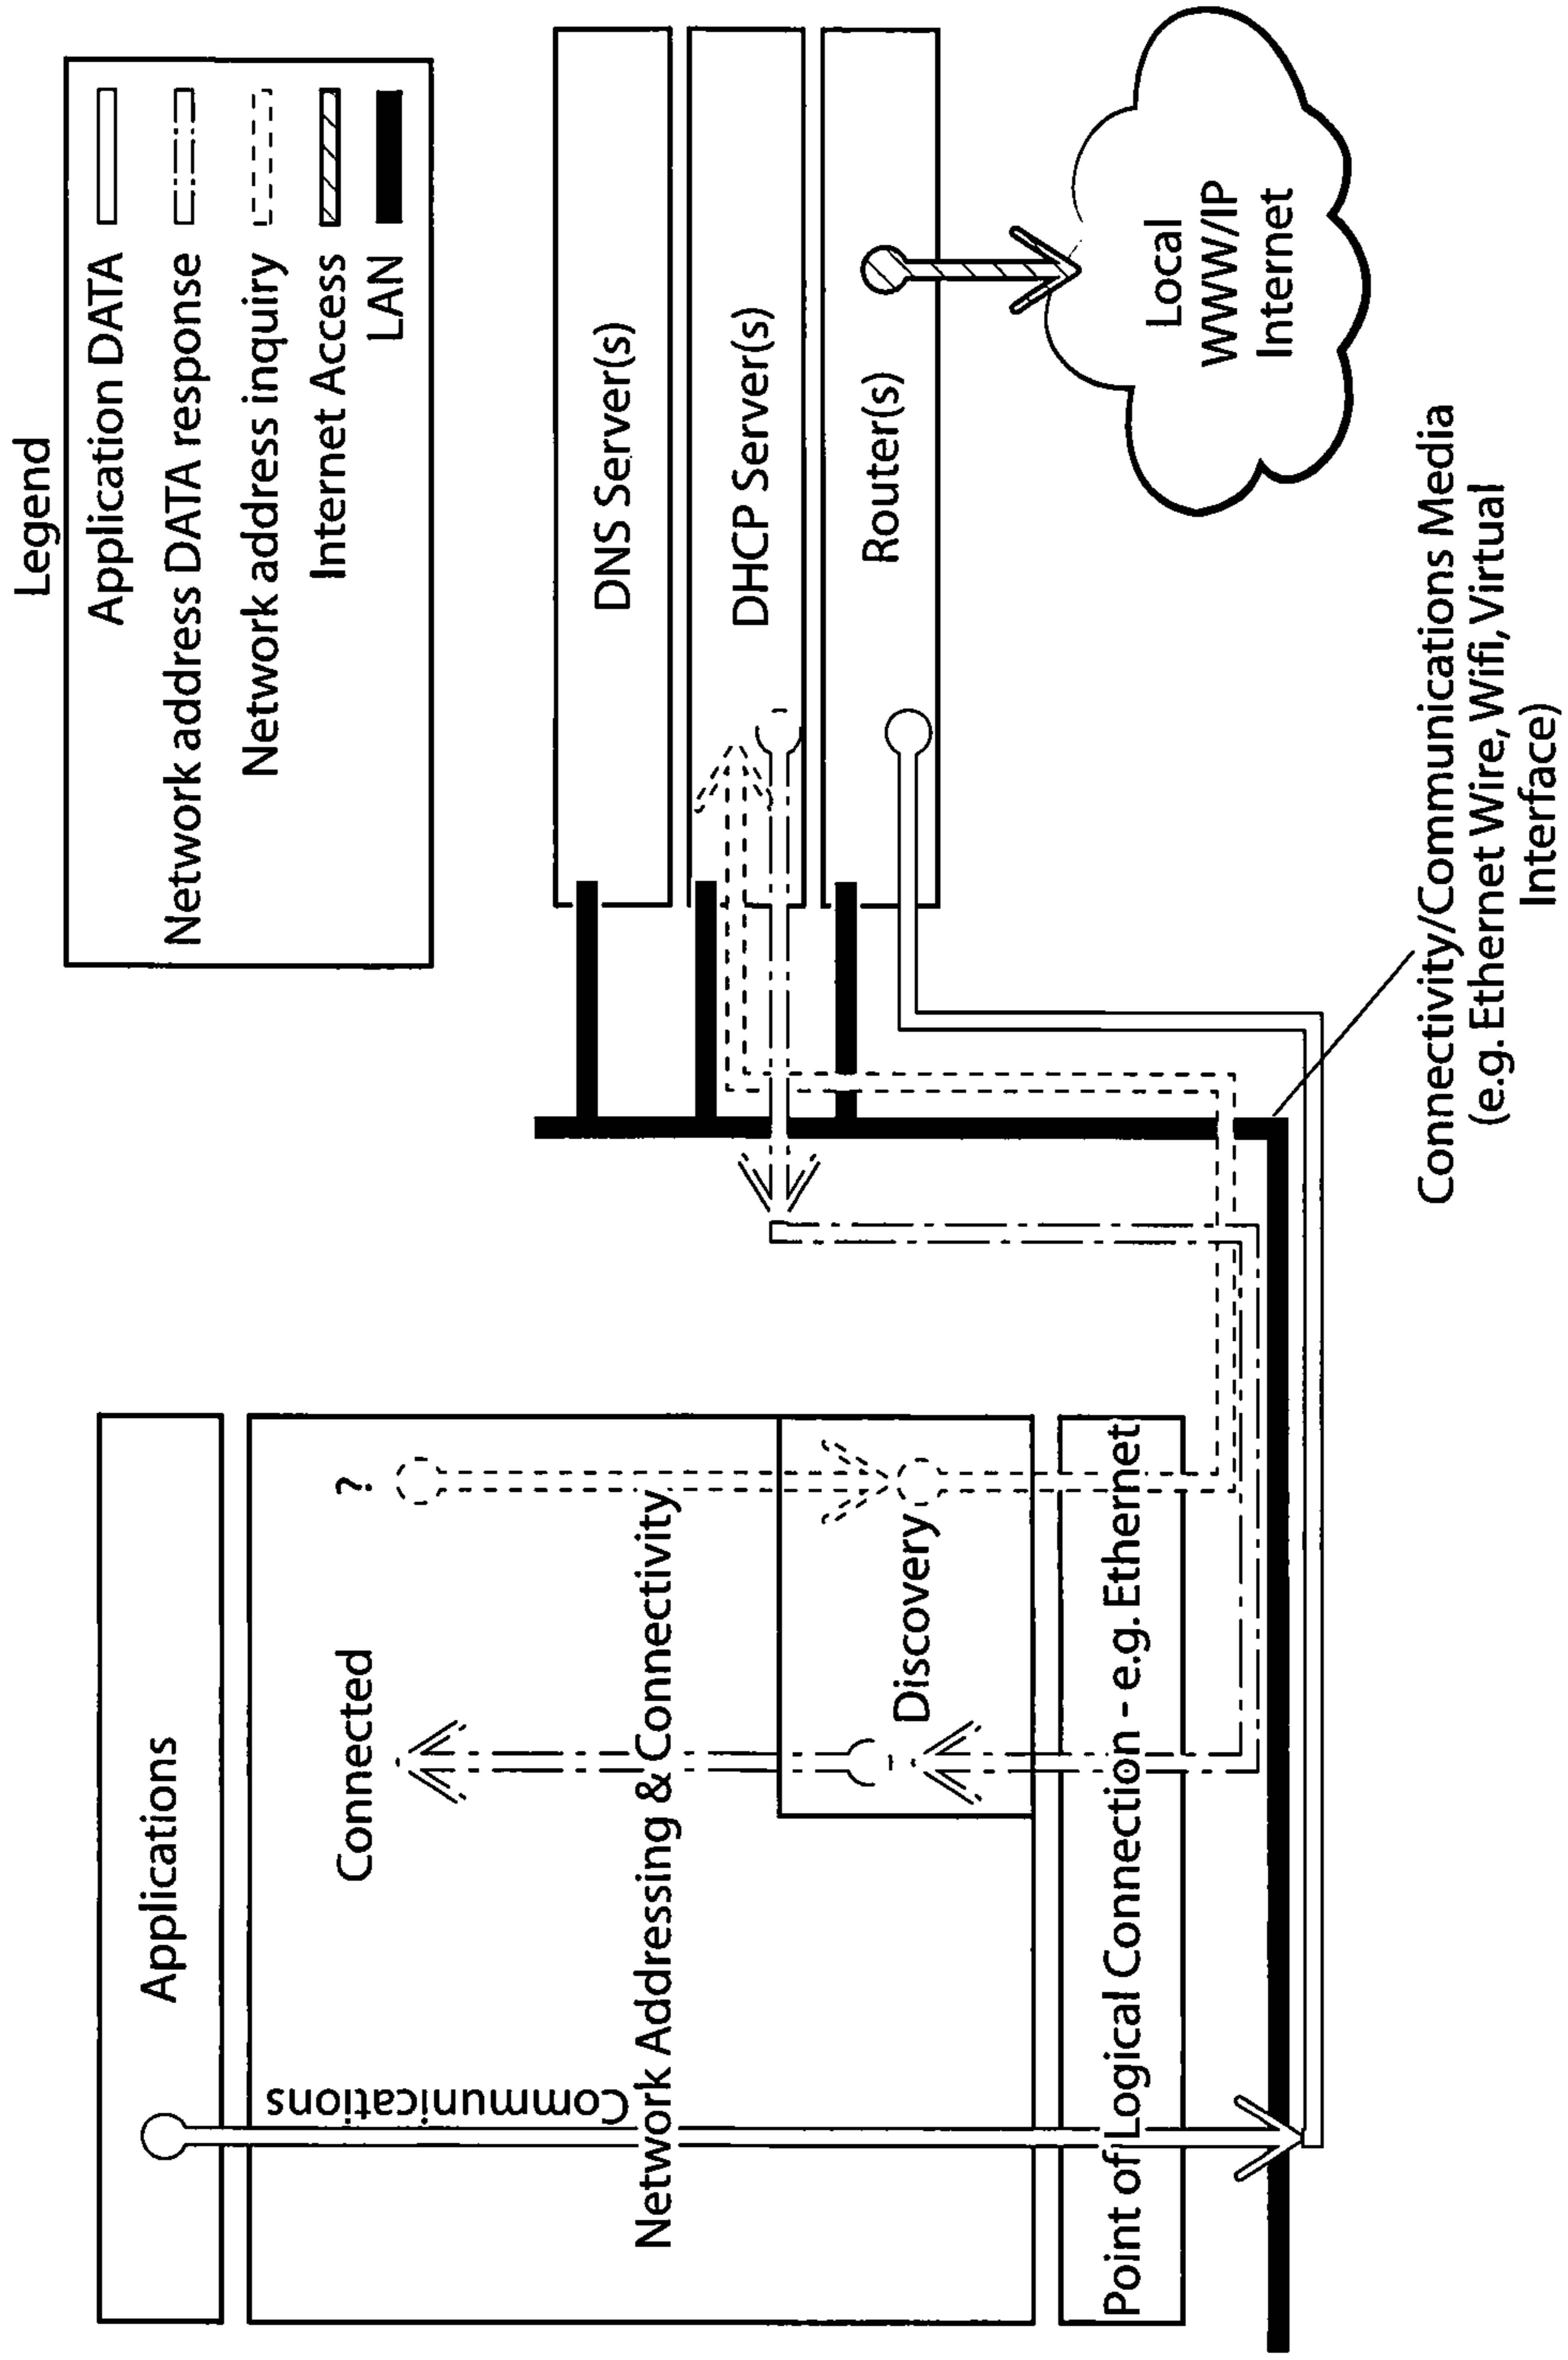 Legend
Application DATA
Network address DATA response
Network address inquiry
Internet Access
LAN
Applications
Connected
?
Communications
Network Addressing & Connectivity
Discovery
Point of Logical Connection - e.g. Ethernet
DNS Server(s)
DHCP Server(s)
Router(s)
Local
WWW/IP
Internet
Connectivity/Communications Media
(e.g. Ethernet Wire, Wifi, Virtual
Interface)